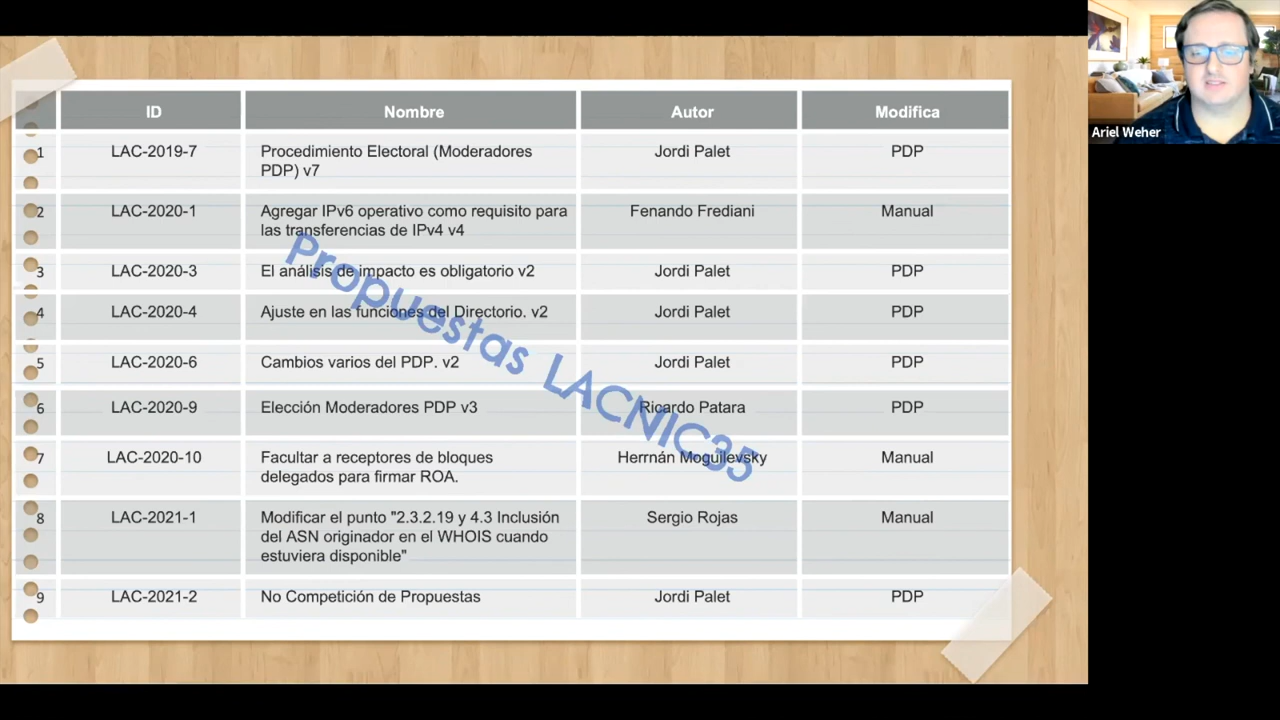 ID Nombre Autor Modifica
1 LAC-2019-7 Procedimiento Electoral (Moderadores Jordi Palet PDP
PDP) v7
2 LAC-2020-1 Agregar IPv6 operativo como requisito para Fenando Frediani Manual
las transferencias de IPv4 v4
3 LAC-2020-3 El análisis de impacto es obligatorio v2 Jordi Palet PDP
4 LAC-2020-4 Ajuste en las funciones del Directorio. v2 Jordi Palet PDP
5 LAC-2020-6 Cambios varios del PDP. v2 Jordi Palet PDP
6 LAC-2020-9 Elección Moderadores PDP v3 Ricardo Patara PDP
7 LAC-2020-10 Facultar a receptores de bloques Herrnán Moguilevsky Manual
delegados para firmar ROA.
8 LAC-2021-1 Modificar el punto "2.3.2.19 y 4.3 Inclusión Sergio Rojas Manual
del ASN originador en el WHOIS cuando
estuviera disponible"
9 LAC-2021-2 No Competición de Propuestas Jordi Palet PDP
Propuestas LACNIC35
Ariel Weher